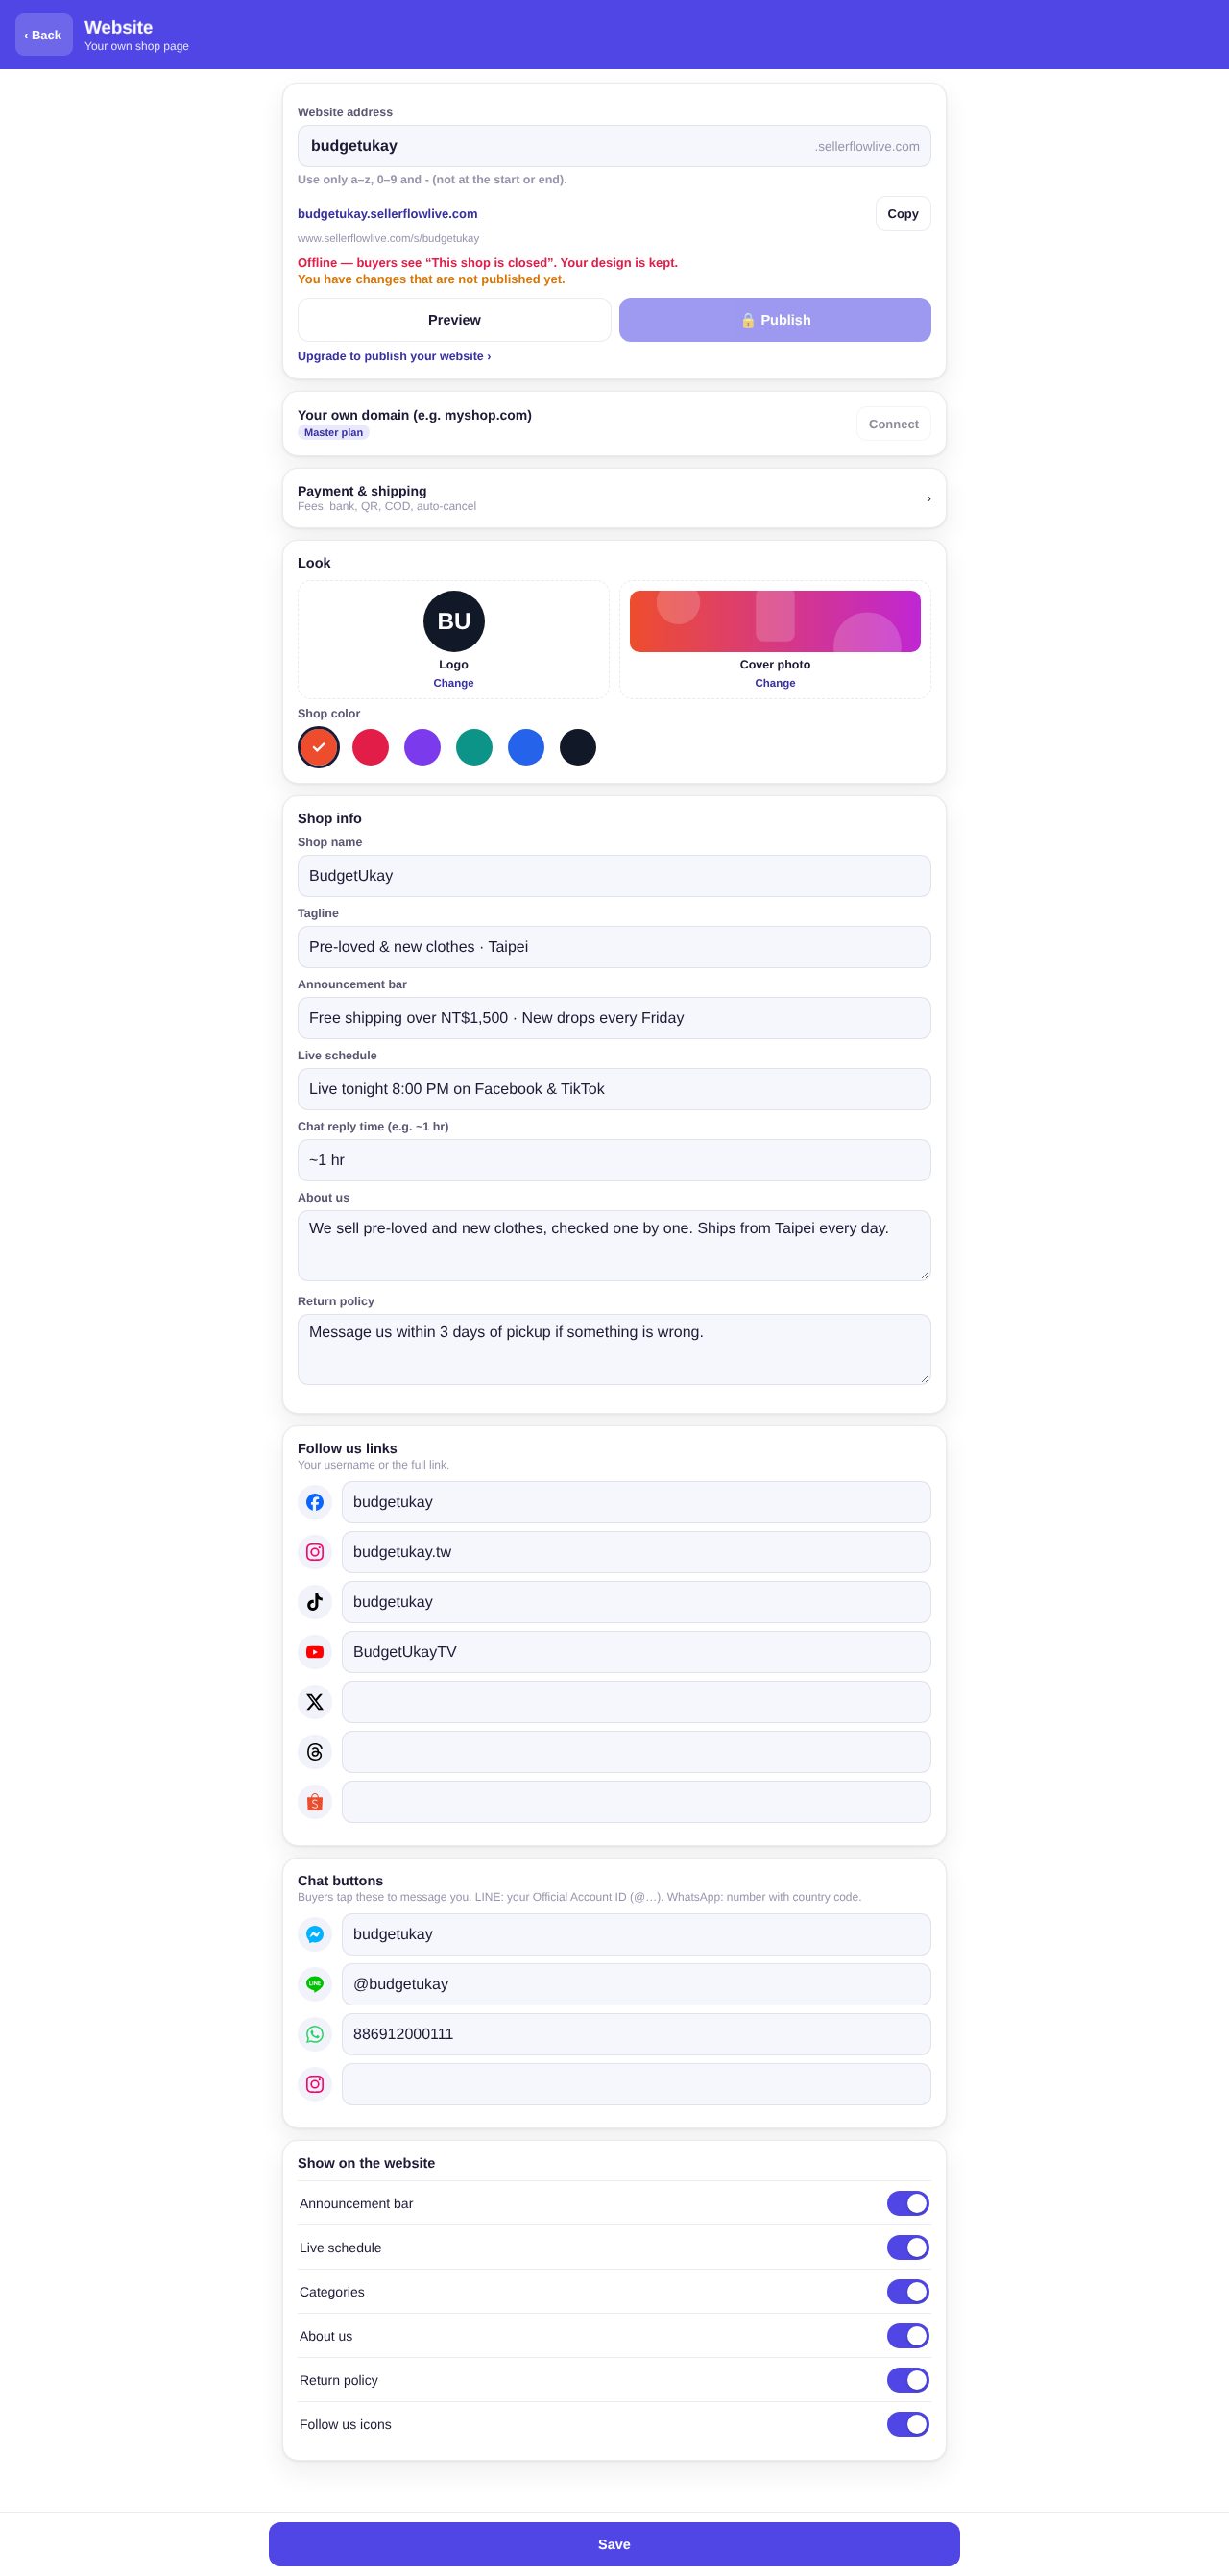 ‹ Back
Website
Your own shop page
Website address
budgetukay
.sellerflowlive.com
Use only a–z, 0–9 and - (not at the start or end).
budgetukay.sellerflowlive.com
Copy
www.sellerflowlive.com/s/budgetukay
Offline — buyers see “This shop is closed”. Your design is kept.
You have changes that are not published yet.
Preview
🔒 Publish
Upgrade to publish your website ›
Your own domain (e.g. myshop.com)
Master plan
Connect
Payment & shipping
Fees, bank, QR, COD, auto-cancel
›
Look
BU
Logo
Change
Cover photo
Change
Shop color
Shop info
Shop name
BudgetUkay
Tagline
Pre-loved & new clothes · Taipei
Announcement bar
Free shipping over NT$1,500 · New drops every Friday
Live schedule
Live tonight 8:00 PM on Facebook & TikTok
Chat reply time (e.g. ~1 hr)
~1 hr
About us
We sell pre-loved and new clothes, checked one by one. Ships from Taipei every day.
Return policy
Message us within 3 days of pickup if something is wrong.
Follow us links
Your username or the full link.
budgetukay
budgetukay.tw
budgetukay
BudgetUkayTV
Chat buttons
Buyers tap these to message you. LINE: your Official Account ID (@…). WhatsApp: number with country code.
budgetukay
LINE
@budgetukay
886912000111
Show on the website
Announcement bar
Live schedule
Categories
About us
Return policy
Follow us icons
Save